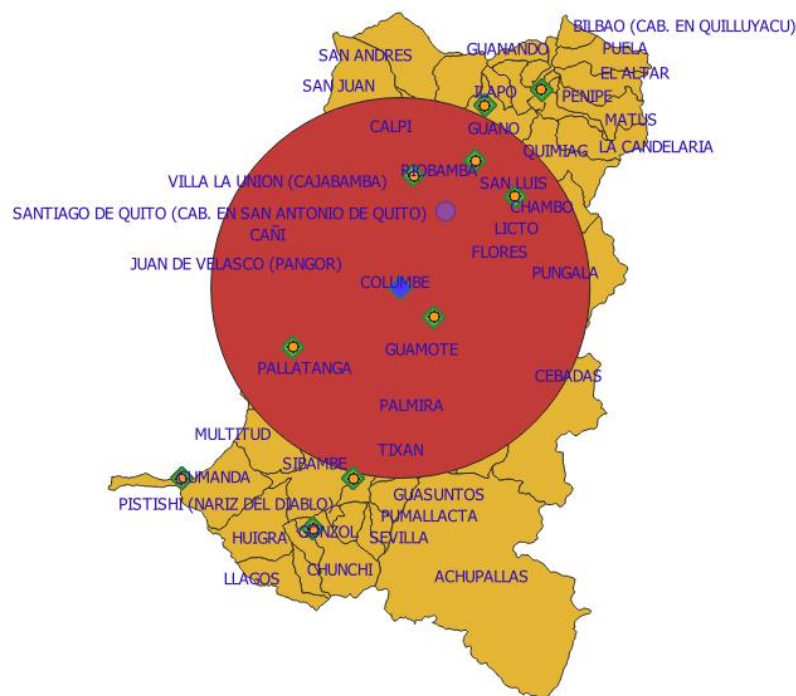 BILBAO (CAB. EN QUILLUYACU)
SAN ANDRES
GUANANDO
PUELA
EL ALTAR
SAN JUAN
ILAPO
PENIPE
MATUS
CALPI
GUANO
QUIMIAG
LA CANDELARIA
RIOBAMBA
VILLA LA UNION (CAJABAMBA)
SAN LUIS
CHAMBO
SANTIAGO DE QUITO (CAB. EN SAN ANTONIO DE QUITO)
LICTO
CAÑI
FLORES
JUAN DE VELASCO (PANGOR)
PUNGALA
COLUMBE
GUAMOTE
PALLATANGA
CEBADAS
PALMIRA
MULTITUD
TIXAN
SIBAMBE
UMANDA
GUASUNTOS
PISTISHI (NARIZ DEL DIABLO)
PUMALLACTA
GONZOL
HUIGRA
SEVILLA
CHUNCHI
LLAGOS
ACHUPALLAS